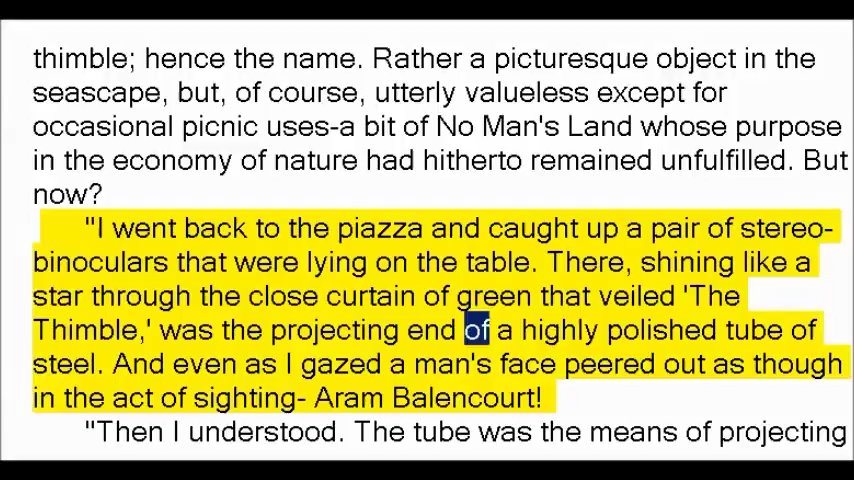 thimble; hence the name. Rather a picturesque object in the
seascape, but, of course, utterly valueless except for
occasional picnic uses-a bit of No Man's Land whose purpose
in the economy of nature had hitherto remained unfulfilled. But
now?
"I went back to the piazza and caught up a pair of stereo-
binoculars that were lying on the table. There, shining like a
star through the close curtain of green that veiled 'The
Thimble,' was the projecting end of a highly polished tube of
steel. And even as I gazed a man's face peered out as though
in the act of sighting- Aram Balencourt!
"Then I understood. The tube was the means of projecting